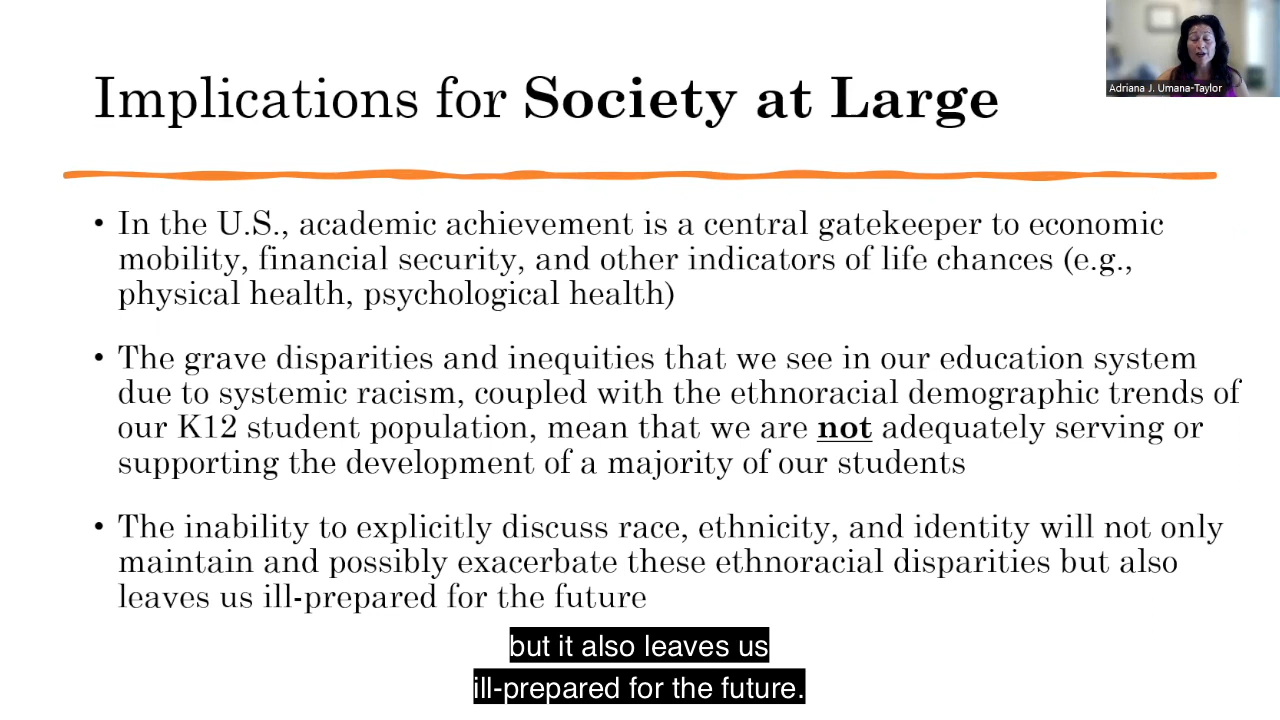 Adriana J. Umana-Taylor
Implications for Society at Large
• In the U.S., academic achievement is a central gatekeeper to economic
mobility, financial security, and other indicators of life chances (e.g.,
physical health, psychological health)
• The grave disparities and inequities that we see in our education system
due to systemic racism, coupled with the ethnoracial demographic trends of
our K12 student population, mean that we are not adequately serving or
supporting the development of a majority of our students
• The inability to explicitly discuss race, ethnicity, and identity will not only
maintain and possibly exacerbate these ethnoracial disparities but also
leaves us ill-prepared for the future
but it also leaves us
ill-prepared for the future.